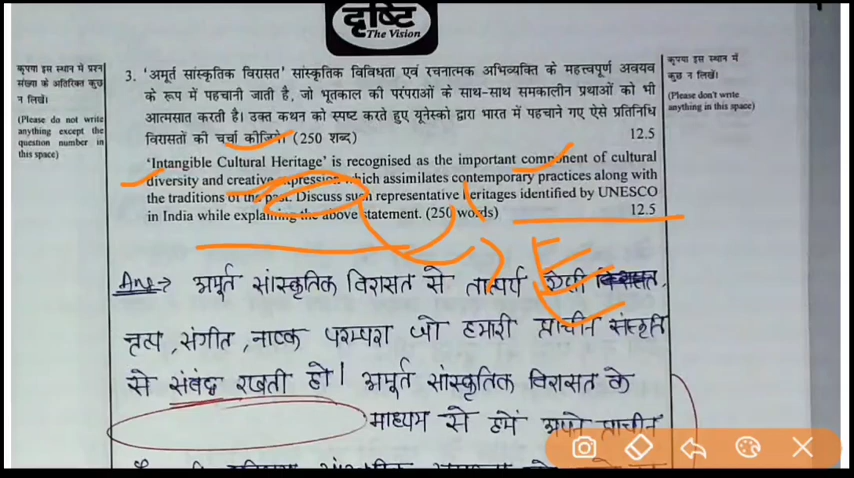 दृष्टि
The Vision
कृपया इस स्थान में प्रश्न
संख्या के अतिरिक्त कुछ
न लिखें।
(Please do not write
anything except the
question number in
this space)
3. 'अमूर्त सांस्कृतिक विरासत' सांस्कृतिक विविधता एवं रचनात्मक अभिव्यक्ति के महत्त्वपूर्ण अवयव
के रूप में पहचानी जाती है, जो भूतकाल की परंपराओं के साथ-साथ समकालीन प्रथाओं को भी
आत्मसात करती है। उक्त कथन को स्पष्ट करते हुए यूनेस्को द्वारा भारत में पहचाने गए ऐसे प्रतिनिधि
विरासतों की चर्चा कीजिये। (250 शब्द) 12.5
'Intangible Cultural Heritage' is recognised as the important component of cultural
diversity and creative expression which assimilates contemporary practices along with
the traditions of the past. Discuss such representative heritages identified by UNESCO
in India while explaining the above statement. (250 words) 12.5
कृपया इस स्थान में
कुछ न लिखें।
(Please don't write
anything in this space)
Ans → अमूर्त सांस्कृतिक विरासत से तात्पर्य
नृत्य, संगीत, नाटक परम्परा जो हमारी प्राचीन संस्कृति
से संबंद्ध रखती हो। अमूर्त सांस्कृतिक विरासत के
माध्यम से हमें अपने प्राचीन